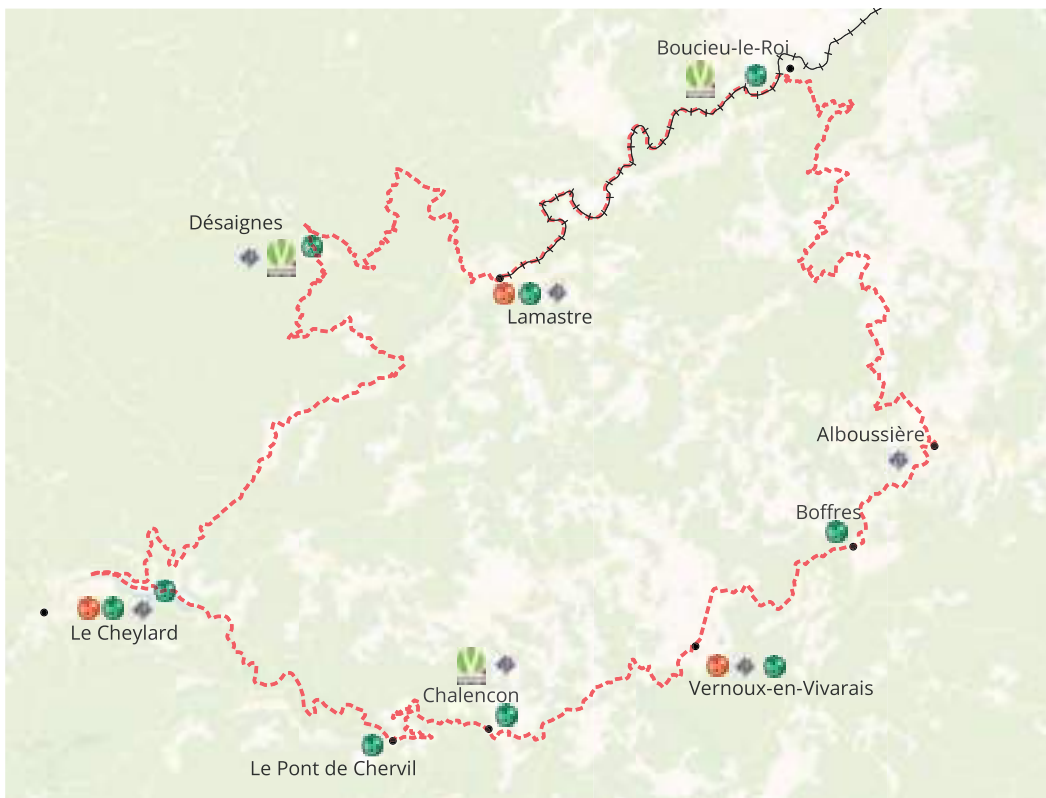 Boucieu-le-Roi
Désaignes
Lamastre
Alboussière
Boffres
Le Cheylard
Chalencon
Vernoux-en-Vivarais
Le Pont de Chervil